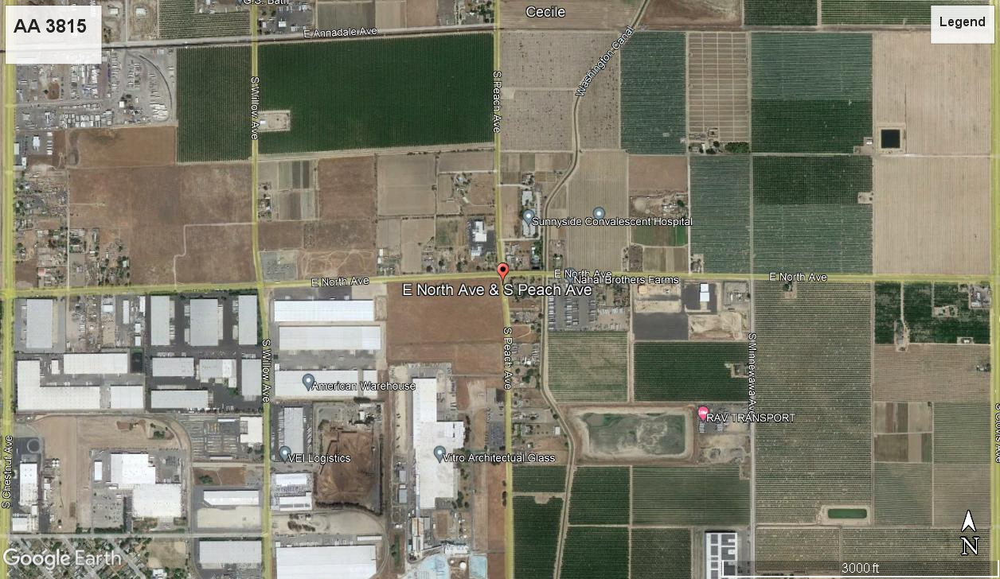 G.S. Bath
AA 3815
Cecile
Legend
E Annadale Ave
Washington Canal
S Willow Ave
S Peach Ave
Sunnyside Convalescent Hospital
E North Ave
E North Ave
E North Ave
Nahal Brothers Farms
E North Ave & S Peach Ave
S Peach Ave
S Willow Ave
S Minnewawa Ave
American Warehouse
RAV TRANSPORT
S Chestnut Ave
S Clovis Ave
VEI Logistics
Vitro Architectual Glass
N
Google Earth
3000 ft